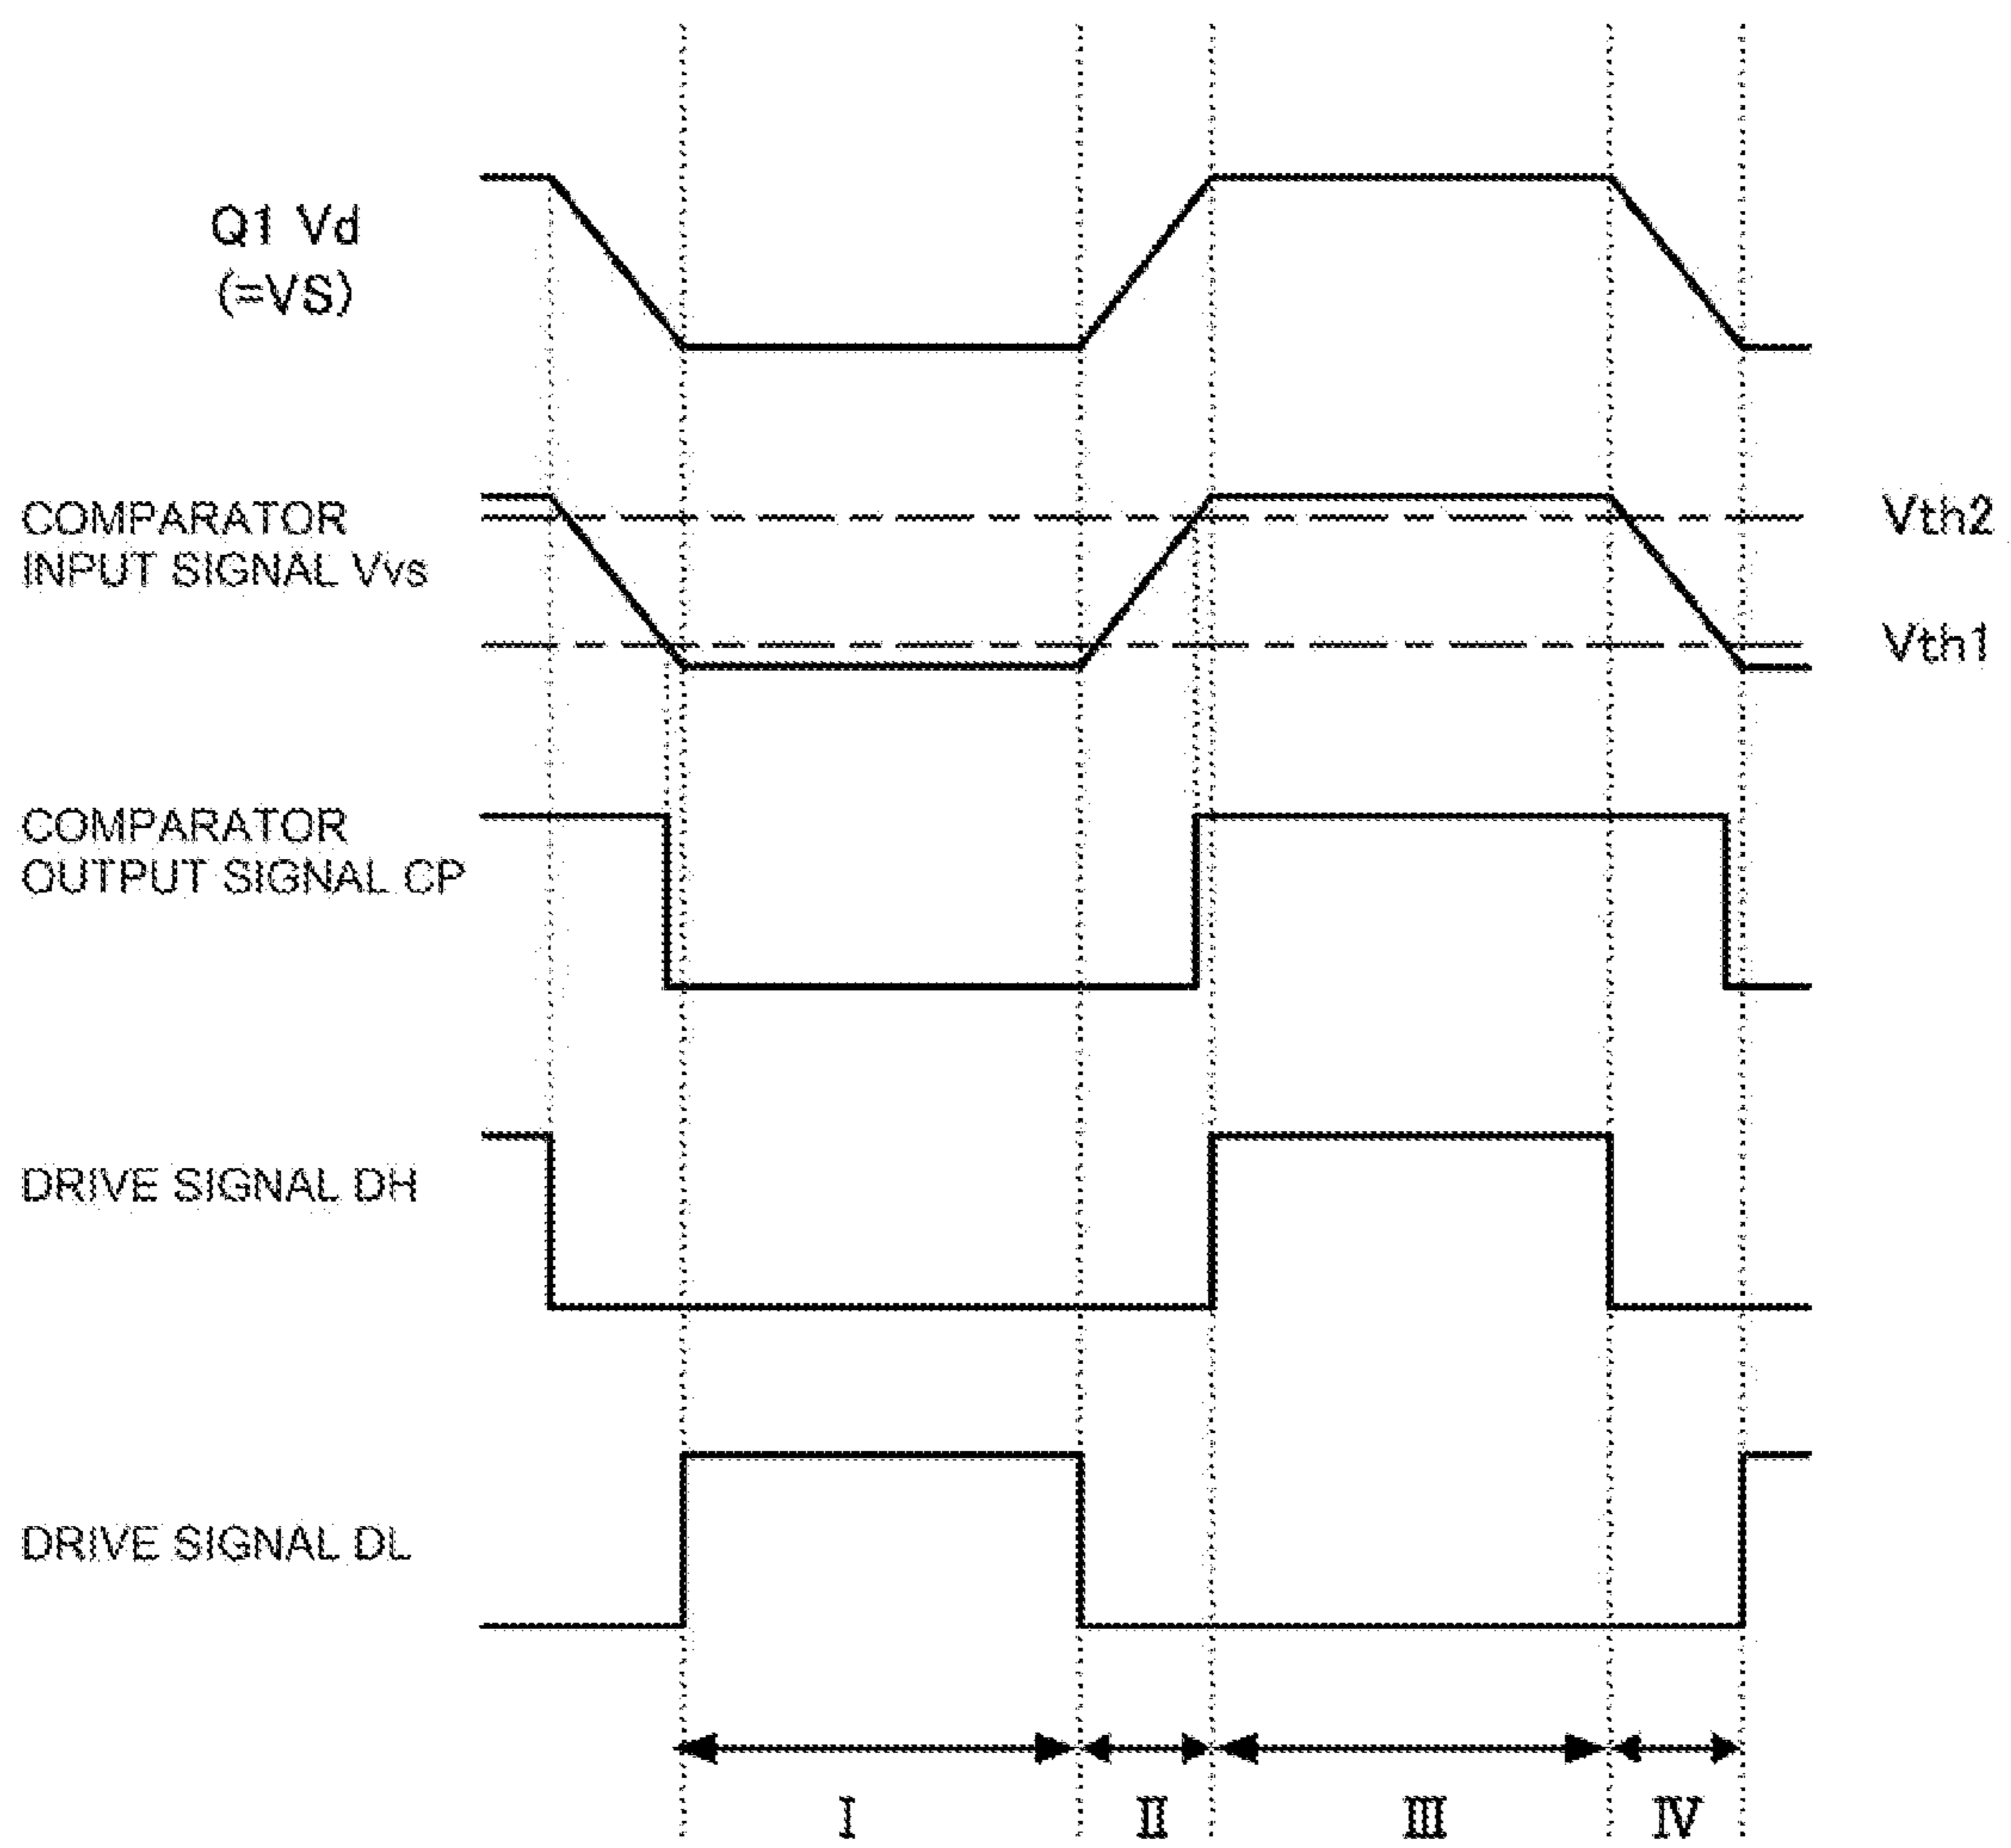 Q1 Vd
(=VS)
COMPARATOR
INPUT SIGNAL Vvs
Vth2
Vth1
COMPARATOR
OUTPUT SIGNAL CP
DRIVE SIGNAL DH
DRIVE SIGNAL DL
I
II
III
IV